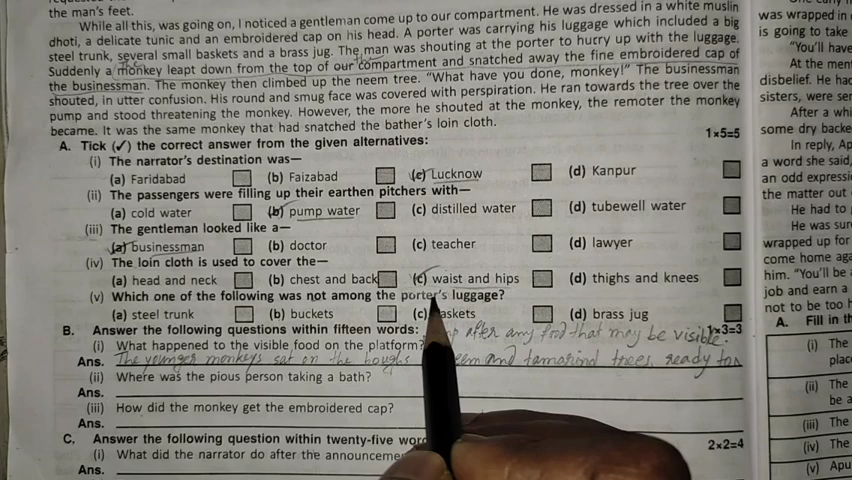 the man's feet.
While all this, was going on, I noticed a gentleman come up to our compartment. He was dressed in a white muslin
dhoti, a delicate tunic and an embroidered cap on his head. A porter was carrying his luggage which included a big
steel trunk, several small baskets and a brass jug. The man was shouting at the porter to hurry up with the luggage.
Suddenly a monkey leapt down from the top of our compartment and snatched away the fine embroidered cap of
the businessman. The monkey then climbed up the neem tree. "What have you done, monkey!" The businessman
shouted, in utter confusion. His round and smug face was covered with perspiration. He ran towards the tree over the
pump and stood threatening the monkey. However, the more he shouted at the monkey, the remoter the monkey
became. It was the same monkey that had snatched the bather's loin cloth.
A. Tick (✓) the correct answer from the given alternatives: 1×5=5
(i) The narrator's destination was—
(a) Faridabad (b) Faizabad (c) Lucknow (d) Kanpur
(ii) The passengers were filling up their earthen pitchers with—
(a) cold water (b) pump water (c) distilled water (d) tubewell water
(iii) The gentleman looked like a—
(a) businessman (b) doctor (c) teacher (d) lawyer
(iv) The loin cloth is used to cover the—
(a) head and neck (b) chest and back (c) waist and hips (d) thighs and knees
(v) Which one of the following was not among the porter's luggage?
(a) steel trunk (b) buckets (d) brass jug
B. Answer the following questions within fifteen words: 1×3=3
after any food that may be visible.
(i) What happened to the visible food on the platform?
Ans. The younger monkeys sat on the boughs and tamarind trees, ready to
(ii) Where was the pious person taking a bath?
Ans.
(iii) How did the monkey get the embroidered cap?
Ans.
C. Answer the following question within twenty-five 2×2=4
(i) What did the narrator do after the
Ans.
was wrapped in
is going to take
"You'll have
At the
disbelief. He
sisters, were
After a
some dry
In reply,
a word she said,
an odd
the matter out
He had to
He was
wrapped up for
come home
him. "You'll be
job and earn a
not to be too
A. Fill in
(i) The
(ii) The
be a
(iii) The
(iv) The
(v)